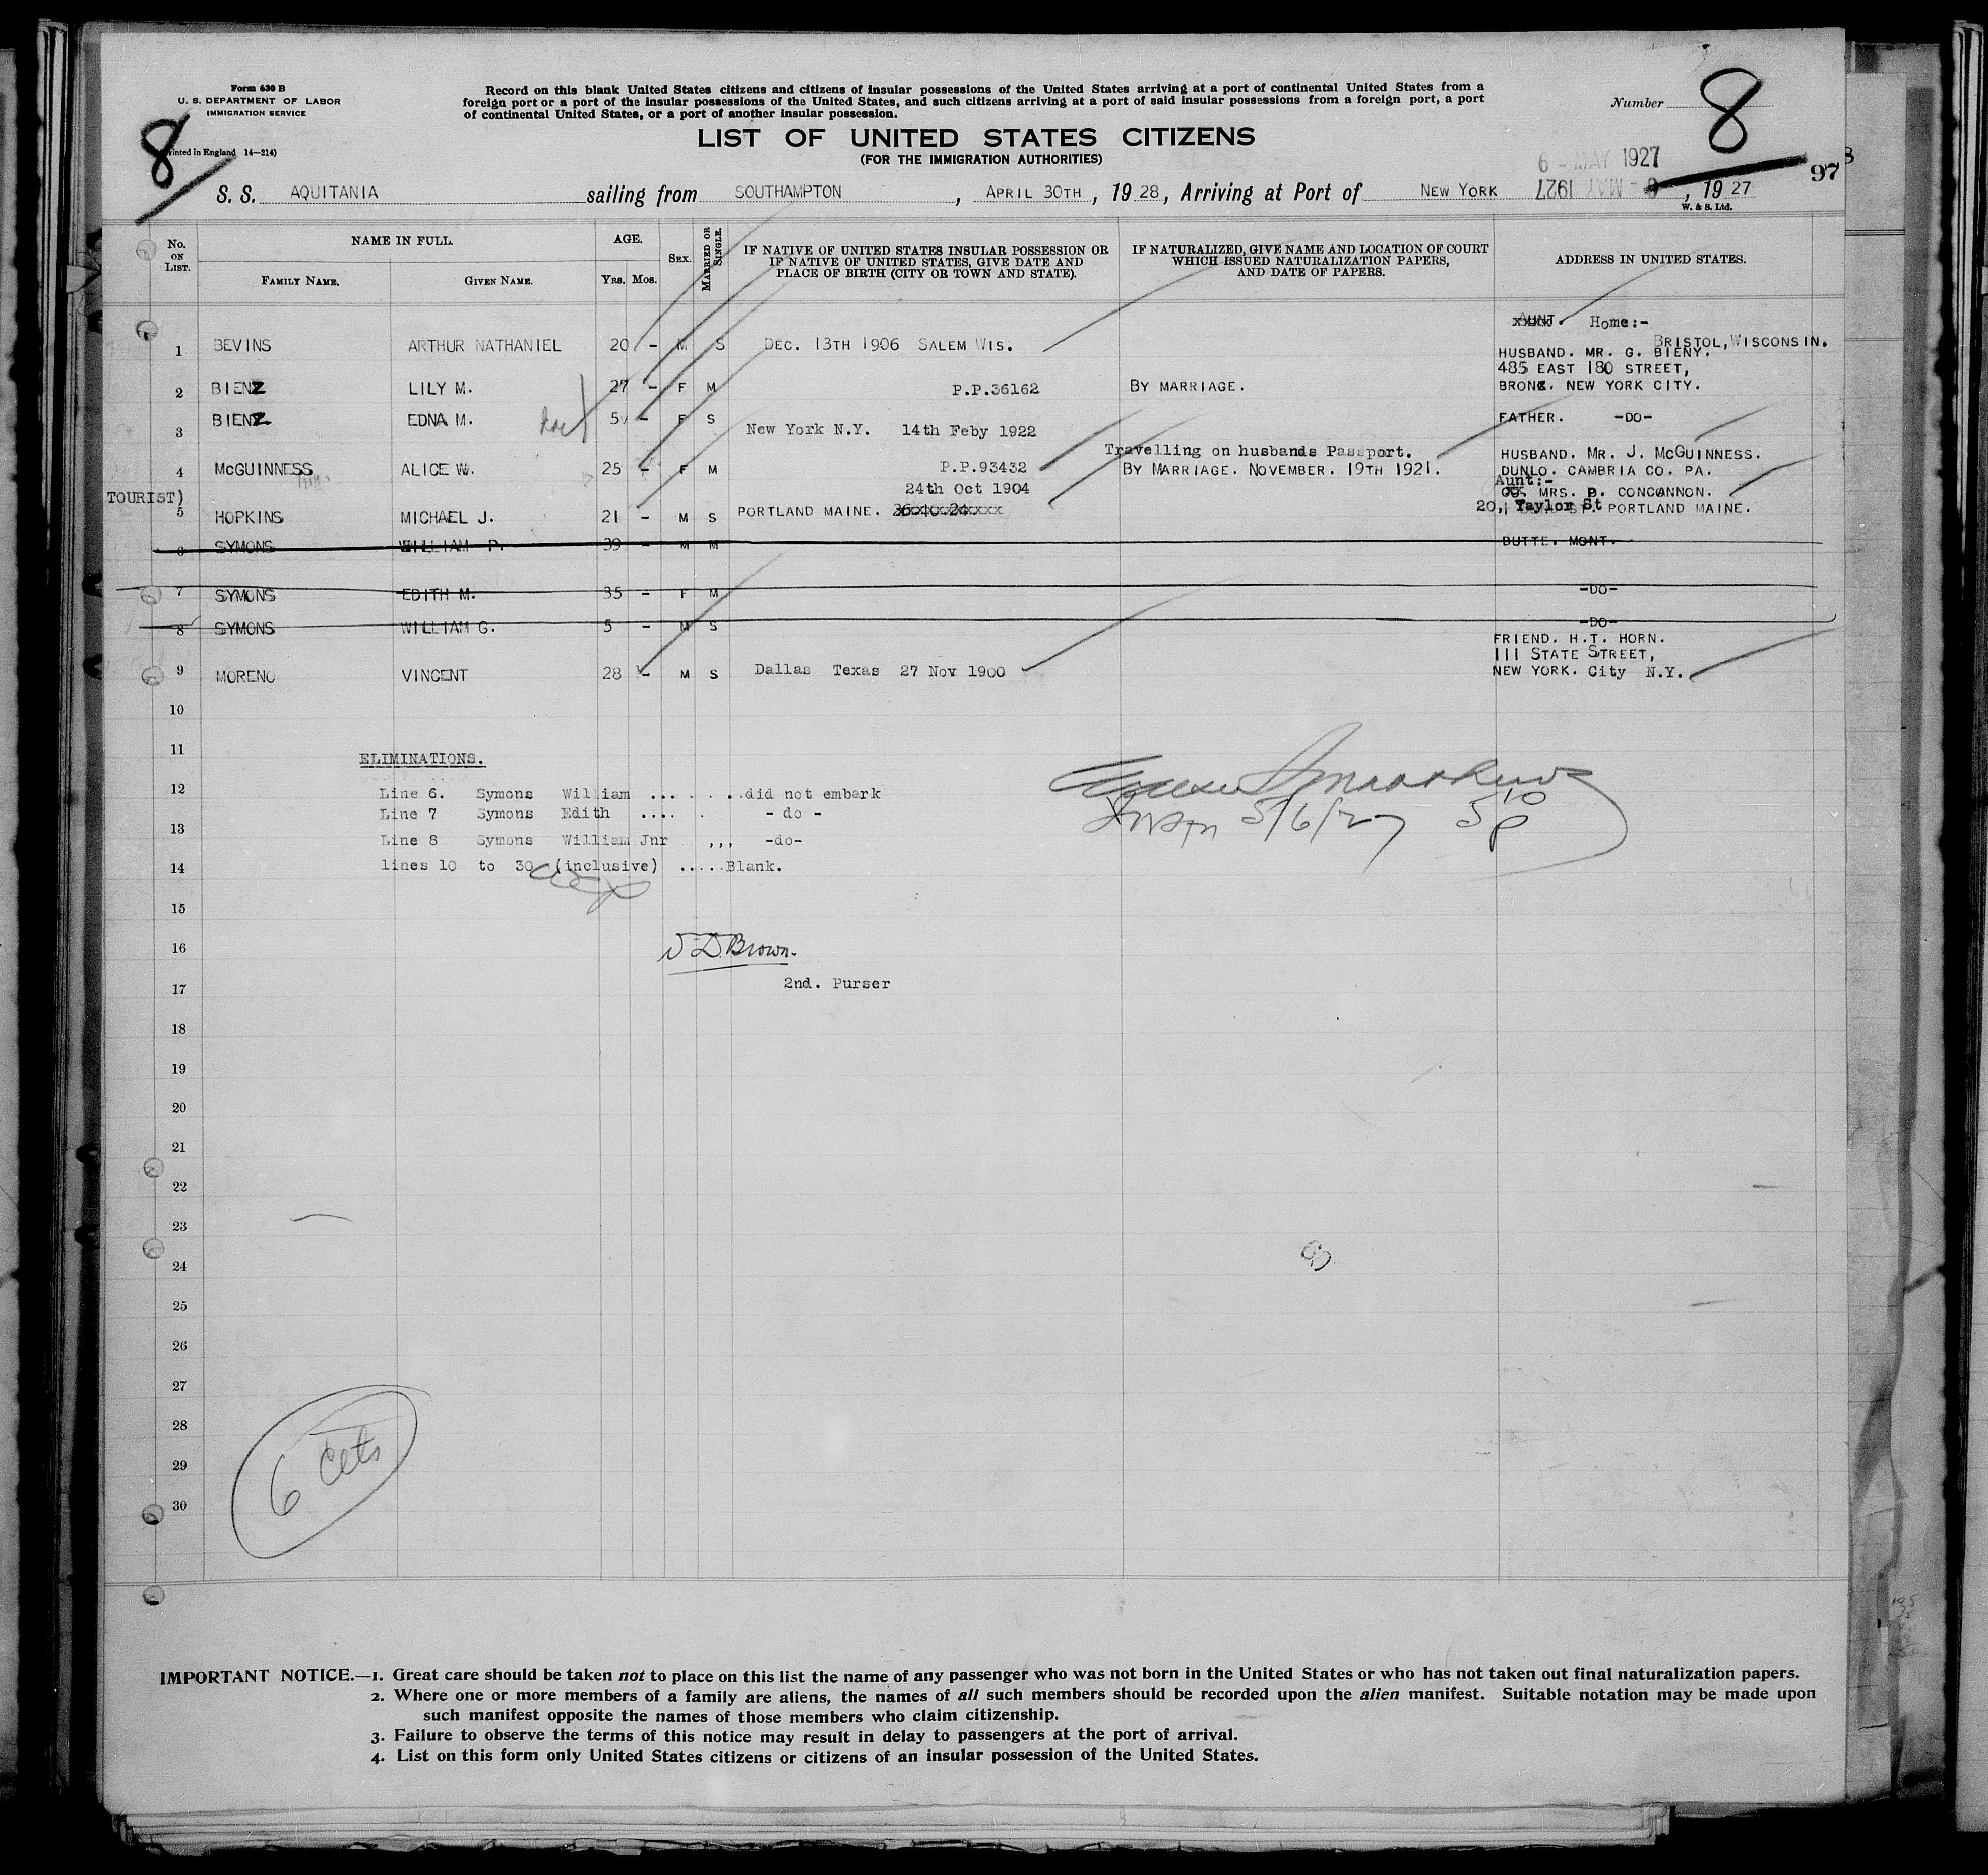 Form 630 B
U. S. DEPARTMENT OF LABOR
IMMIGRATION SERVICE
8
rinted in England 14—214)
Record on this blank United States citizens and citizens of insular possessions of the United States arriving at a port of continental United States from a
foreign port or a port of the insular possessions of the United States, and such citizens arriving at a port of said insular possessions from a foreign port, a port
of continental United States, or a port of another insular possession.
Number 8
LIST OF UNITED STATES CITIZENS
(FOR THE IMMIGRATION AUTHORITIES)
6 - MAY 1927
97
S. S. AQUITANIA sailing from SOUTHAMPTON, APRIL 30TH, 19 28, Arriving at Port of NEW YORK 6 - MAY 1927, 19 27
W. & S. Ltd.
No. ON LIST. NAME IN FULL. AGE. SEX. MARRIED OR SINGLE. IF NATIVE OF UNITED STATES INSULAR POSSESSION OR IF NATIVE OF UNITED STATES, GIVE DATE AND PLACE OF BIRTH (CITY OR TOWN AND STATE). IF NATURALIZED, GIVE NAME AND LOCATION OF COURT WHICH ISSUED NATURALIZATION PAPERS, AND DATE OF PAPERS. ADDRESS IN UNITED STATES.
FAMILY NAME. GIVEN NAME. YRS. MOS.
AUNT. Home:-
1 BEVINS ARTHUR NATHANIEL 20 - M S DEC. 13TH 1906 SALEM WIS. BRISTOL, WISCONSIN.
HUSBAND. MR. G. BIENY.
485 EAST 180 STREET,
2 BIENZ LILY M. 27 - F M P.P.36162 BY MARRIAGE. BRONX. NEW YORK CITY.
3 BIENZ EDNA M. 5 - F S New York N.Y. 14th Feby 1922 FATHER. -DO-
Travelling on husbands Passport. HUSBAND. MR. J. MCGUINNESS.
4 McGUINNESS ALICE W. 25 - F M P.P.93432 BY MARRIAGE. NOVEMBER. 19TH 1921. DUNLO. CAMBRIA CO. PA.
Aunt:-
TOURIST) 24th Oct 1904 MRS. P. CONCANNON.
5 HOPKINS MICHAEL J. 21 - M S PORTLAND MAINE. 20, Taylor St PORTLAND MAINE.
6 SYMONS WILLIAM P. 39 - M M BUTTE. MONT.
7 SYMONS EDITH M. 35 - F M -DO-
8 SYMONS WILLIAM G. 5 - M S -DO-
FRIEND. H.T. HORN.
111 STATE STREET,
9 MORENO VINCENT 28 - M S Dallas Texas 27 Nov 1900 NEW YORK. City N.Y.
10
11
ELIMINATIONS.
12 Line 6. Symons William ... . . . .did not embark
Line 7 Symons Edith .... . - do -
5/6/27
13
Line 8 Symons William Jnr ,,, -do-
14 lines 10 to 30 (inclusive) .....Blank.
15
16 Brown.
17 2nd. Purser
18
19
20
21
22
23
24
25
26
27
28
29
30
6 cets
IMPORTANT NOTICE.—1. Great care should be taken not to place on this list the name of any passenger who was not born in the United States or who has not taken out final naturalization papers.
2. Where one or more members of a family are aliens, the names of all such members should be recorded upon the alien manifest. Suitable notation may be made upon
such manifest opposite the names of those members who claim citizenship.
3. Failure to observe the terms of this notice may result in delay to passengers at the port of arrival.
4. List on this form only United States citizens or citizens of an insular possession of the United States.